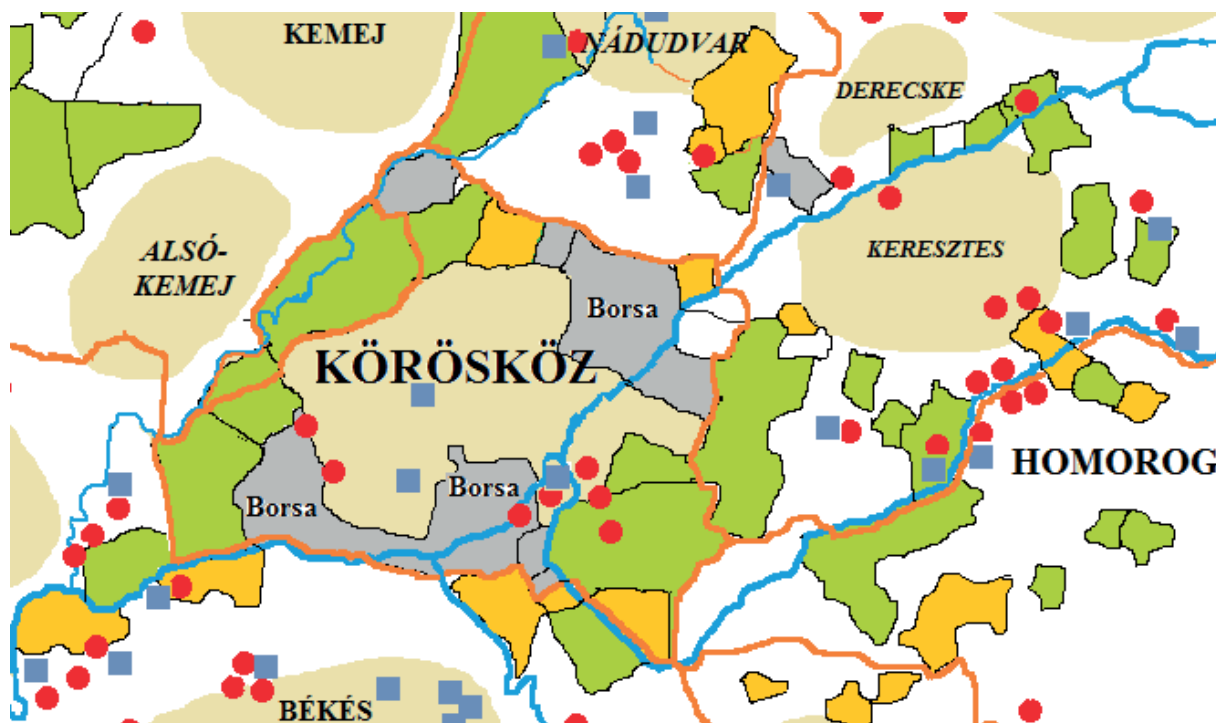 KEMEJ
NÁDUDVAR
DERECSKE
ALSÓ-
KEMEJ
KERESZTES
Borsa
KÖRÖSKÖZ
HOMOROG
Borsa
Borsa
BÉKÉS